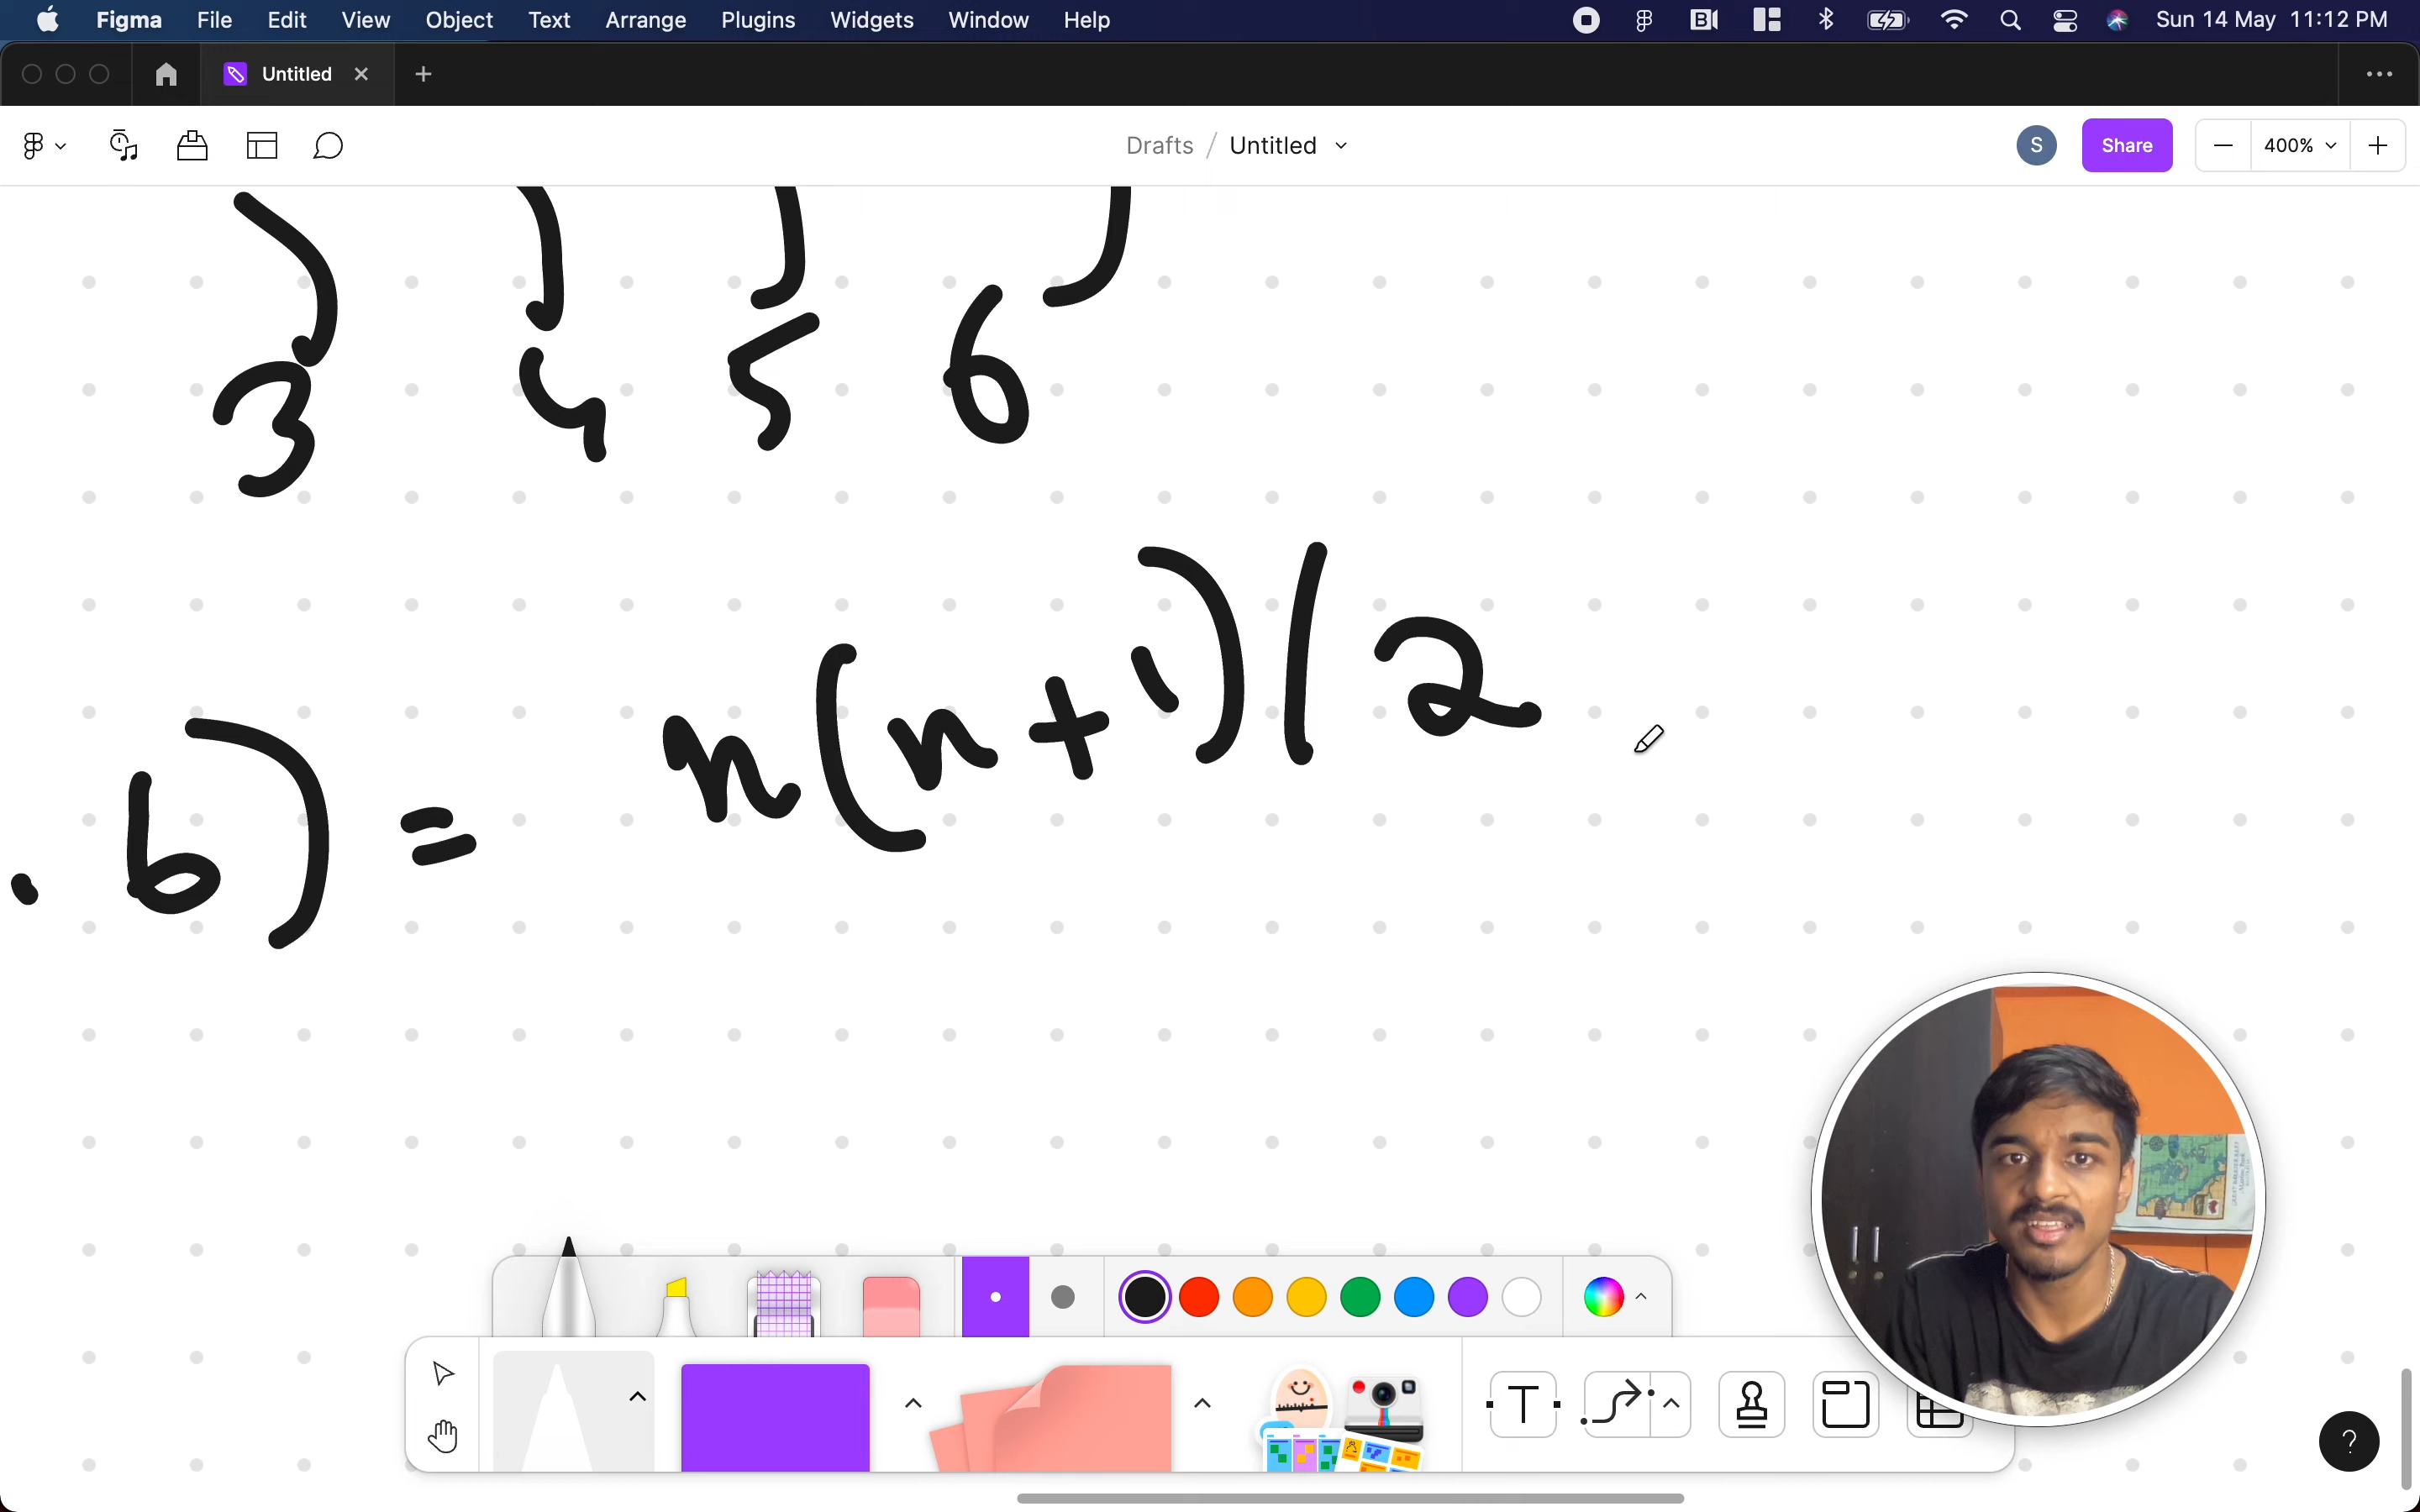 Figma File Edit View Object Text Arrange Plugins Widgets Window Help Sun 14 May 11:12 PM
Untitled
Drafts / Untitled S Share 400%
3 4 5 6
. 6) = n(n+1)|2
T
?